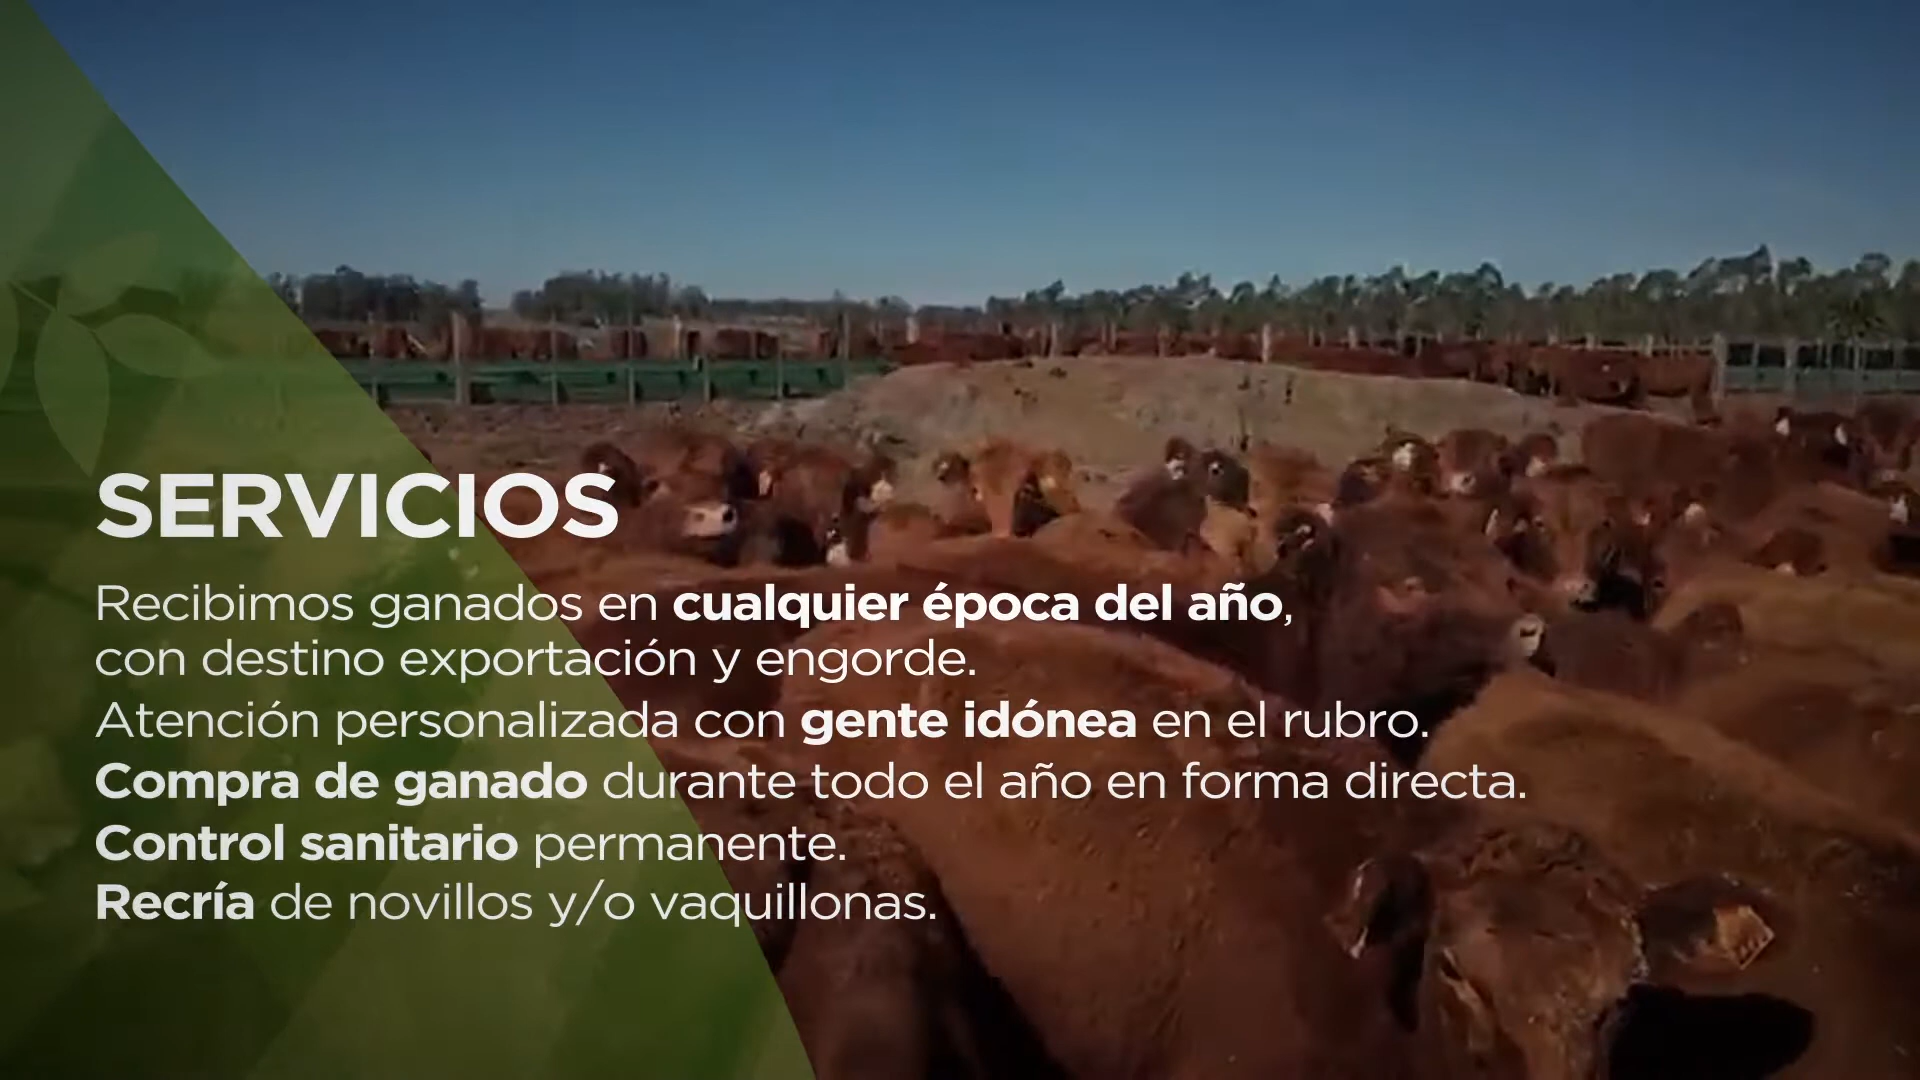 SERVICIOS
Recibimos ganados en cualquier época del año,
con destino exportación y engorde.
Atención personalizada con gente idónea en el rubro.
Compra de ganado durante todo el año en forma directa.
Control sanitario permanente.
Recría de novillos y/o vaquillonas.